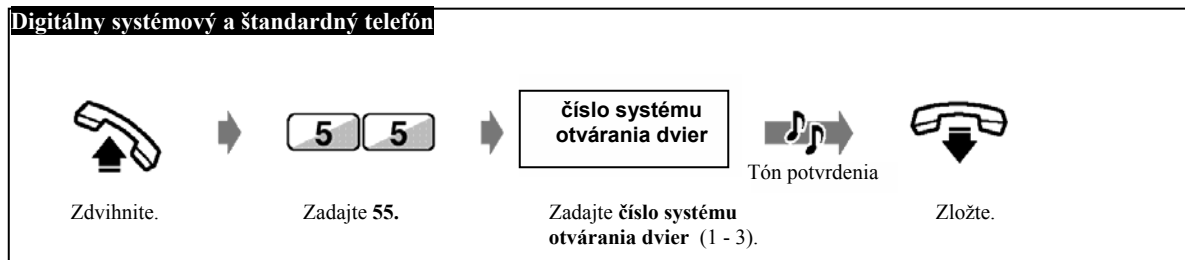 Digitálny systémový a štandardný telefón
5 5
číslo systému
otvárania dvier
Tón potvrdenia
Zdvihnite.
Zadajte 55.
Zadajte číslo systému
otvárania dvier (1 - 3).
Zložte.